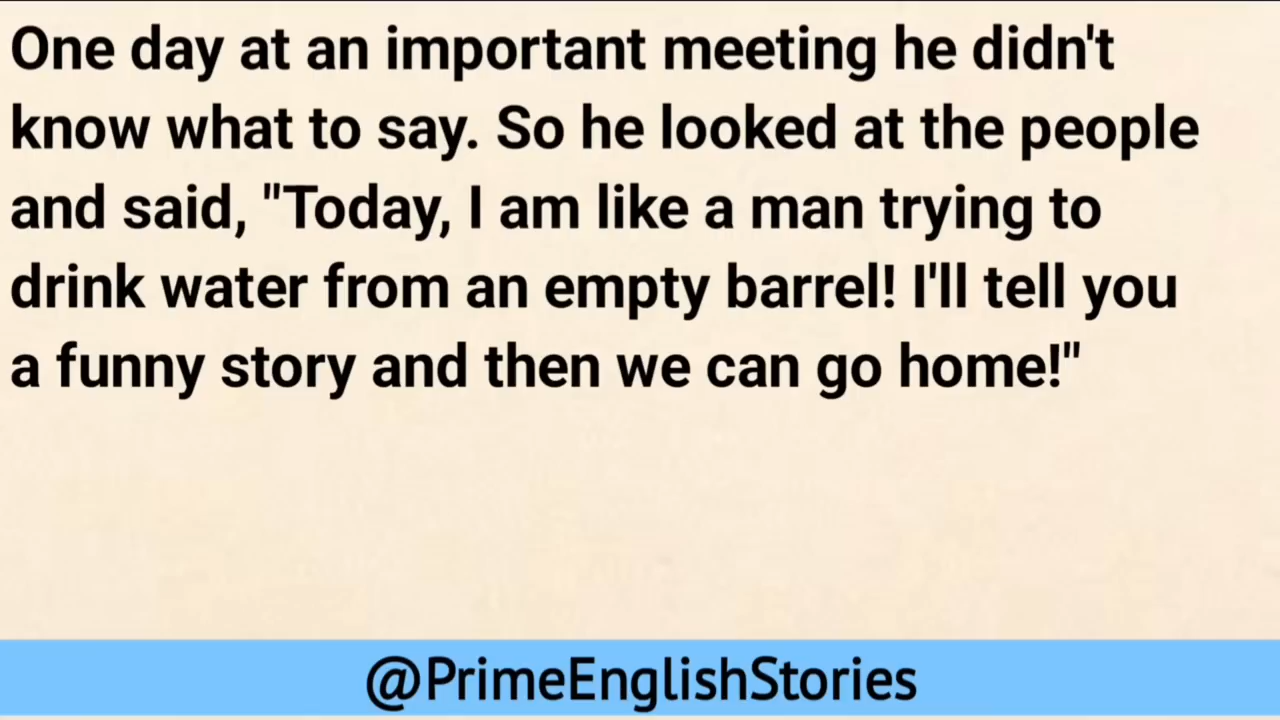 One day at an important meeting he didn't
know what to say. So he looked at the people
and said, "Today, I am like a man trying to
drink water from an empty barrel! I'll tell you
a funny story and then we can go home!"
@PrimeEnglishStories